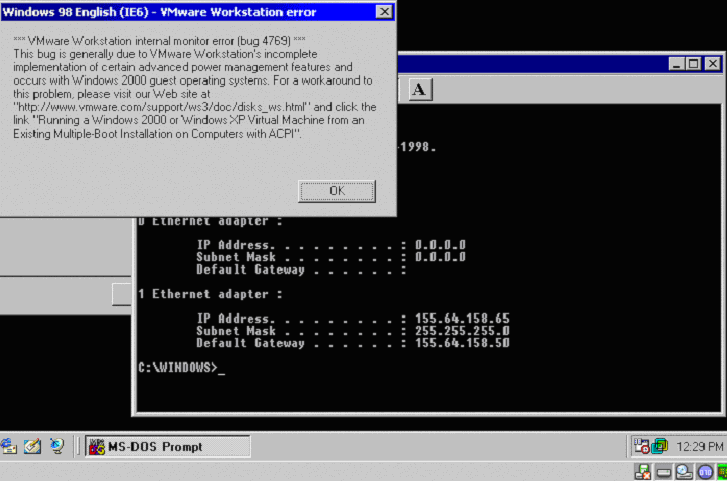 Windows 98 English (IE6) - VMware Workstation error
*** VMware Workstation internal monitor error (bug 4769) ***
This bug is generally due to VMware Workstation's incomplete
implementation of certain advanced power management features and
occurs with Windows 2000 guest operating systems. For a workaround to
this problem, please visit our Web site at
"http://www.vmware.com/support/ws3/doc/disks_ws.html" and click the
link "Running a Windows 2000 or Windows XP Virtual Machine from an
Existing Multiple-Boot Installation on Computers with ACPI".
OK
A
-1998.
0 Ethernet adapter :
IP Address. . . . . . . . . : 0.0.0.0
Subnet Mask . . . . . . . . : 0.0.0.0
Default Gateway . . . . . . :
1 Ethernet adapter :
IP Address. . . . . . . . . : 155.64.158.65
Subnet Mask . . . . . . . . : 255.255.255.0
Default Gateway . . . . . . : 155.64.158.50
C:\WINDOWS>_
MS-DOS Prompt
12:29 PM